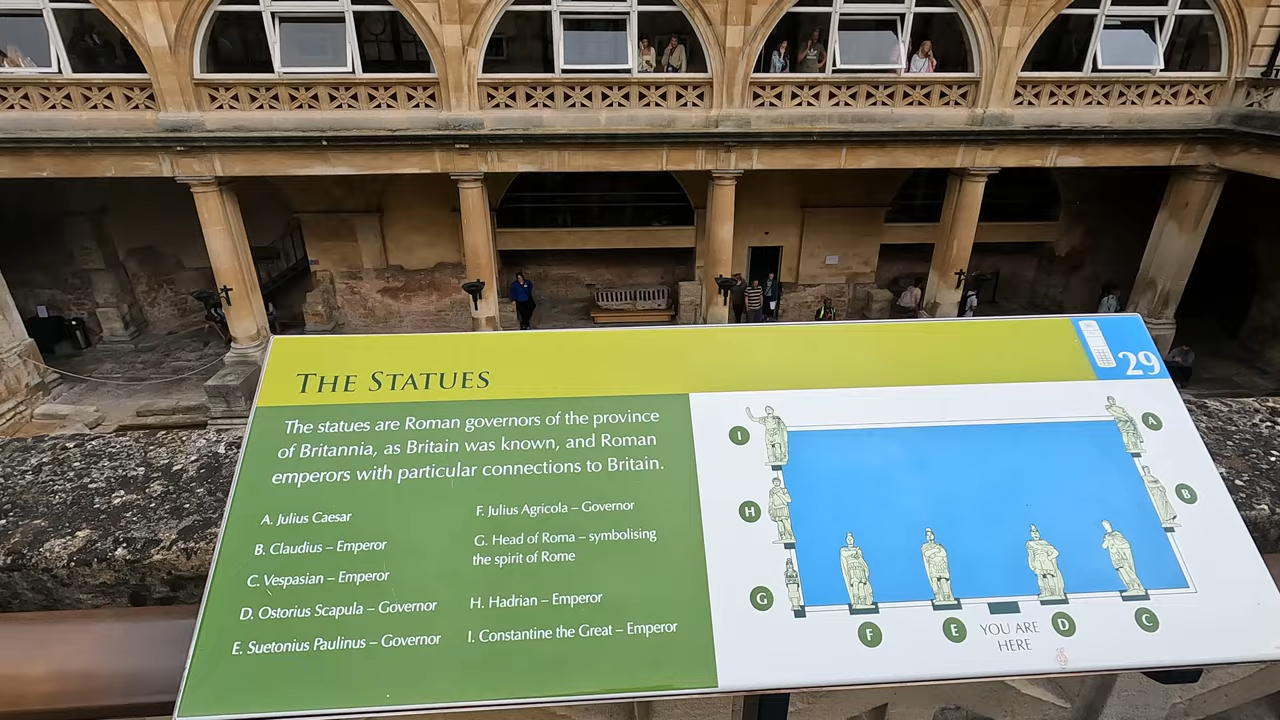 THE STATUES
29
The statues are Roman governors of the province
of Britannia, as Britain was known, and Roman
emperors with particular connections to Britain.
A. Julius Caesar
B. Claudius – Emperor
C. Vespasian – Emperor
D. Ostorius Scapula – Governor
E. Suetonius Paulinus – Governor
F. Julius Agricola – Governor
G. Head of Roma – symbolising
the spirit of Rome
H. Hadrian – Emperor
I. Constantine the Great – Emperor
I
A
H
B
G
F
E
YOU ARE
HERE
D
C